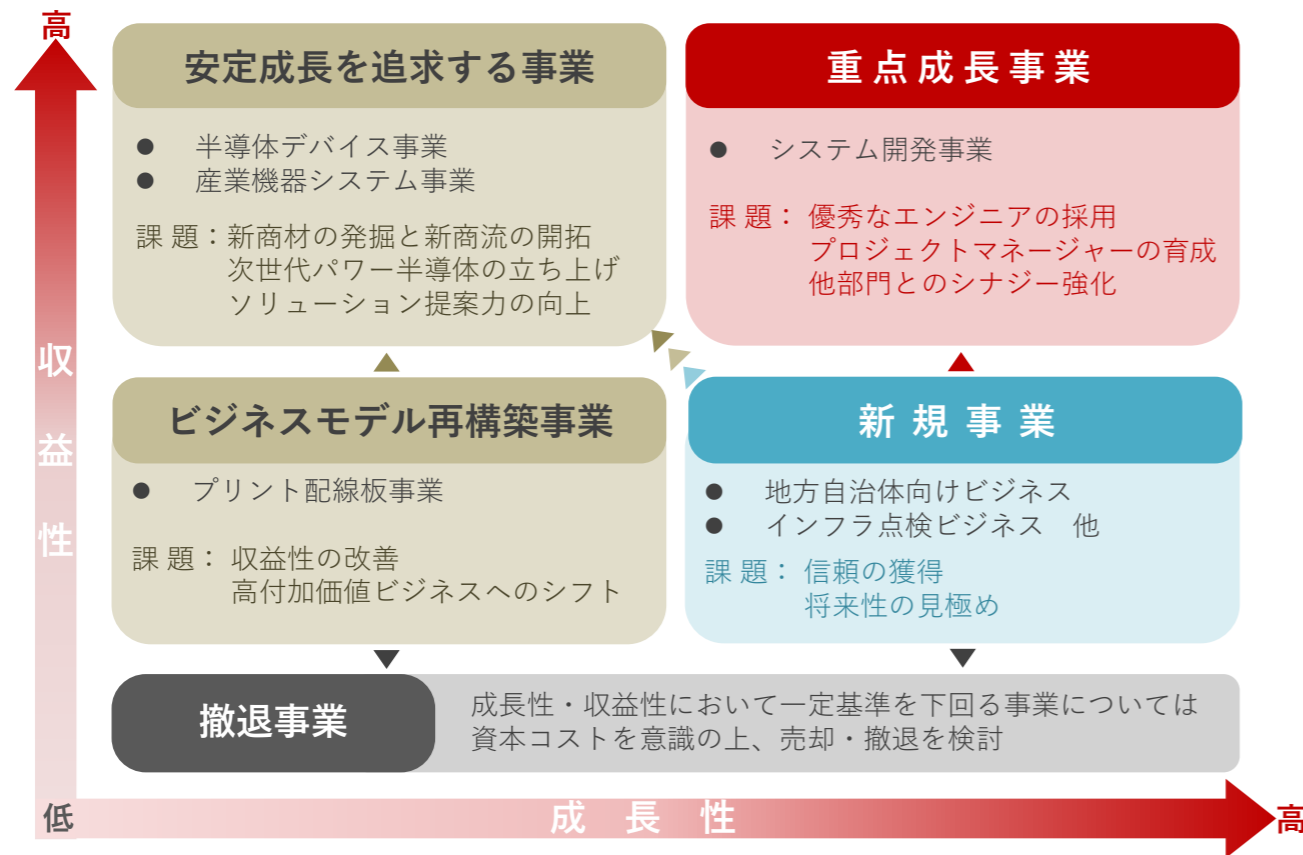 高
安定成長を追求する事業
● 半導体デバイス事業
● 産業機器システム事業
課 題：新商材の発掘と新商流の開拓
次世代パワー半導体の立ち上げ
ソリューション提案力の向上
重点成長事業
● システム開発事業
課 題： 優秀なエンジニアの採用
プロジェクトマネージャーの育成
他部門とのシナジー強化
収益性
ビジネスモデル再構築事業
● プリント配線板事業
課 題： 収益性の改善
高付加価値ビジネスへのシフト
新規事業
● 地方自治体向けビジネス
● インフラ点検ビジネス　他
課 題： 信頼の獲得
将来性の見極め
撤退事業
成長性・収益性において一定基準を下回る事業については
資本コストを意識の上、売却・撤退を検討
低
成長性
高